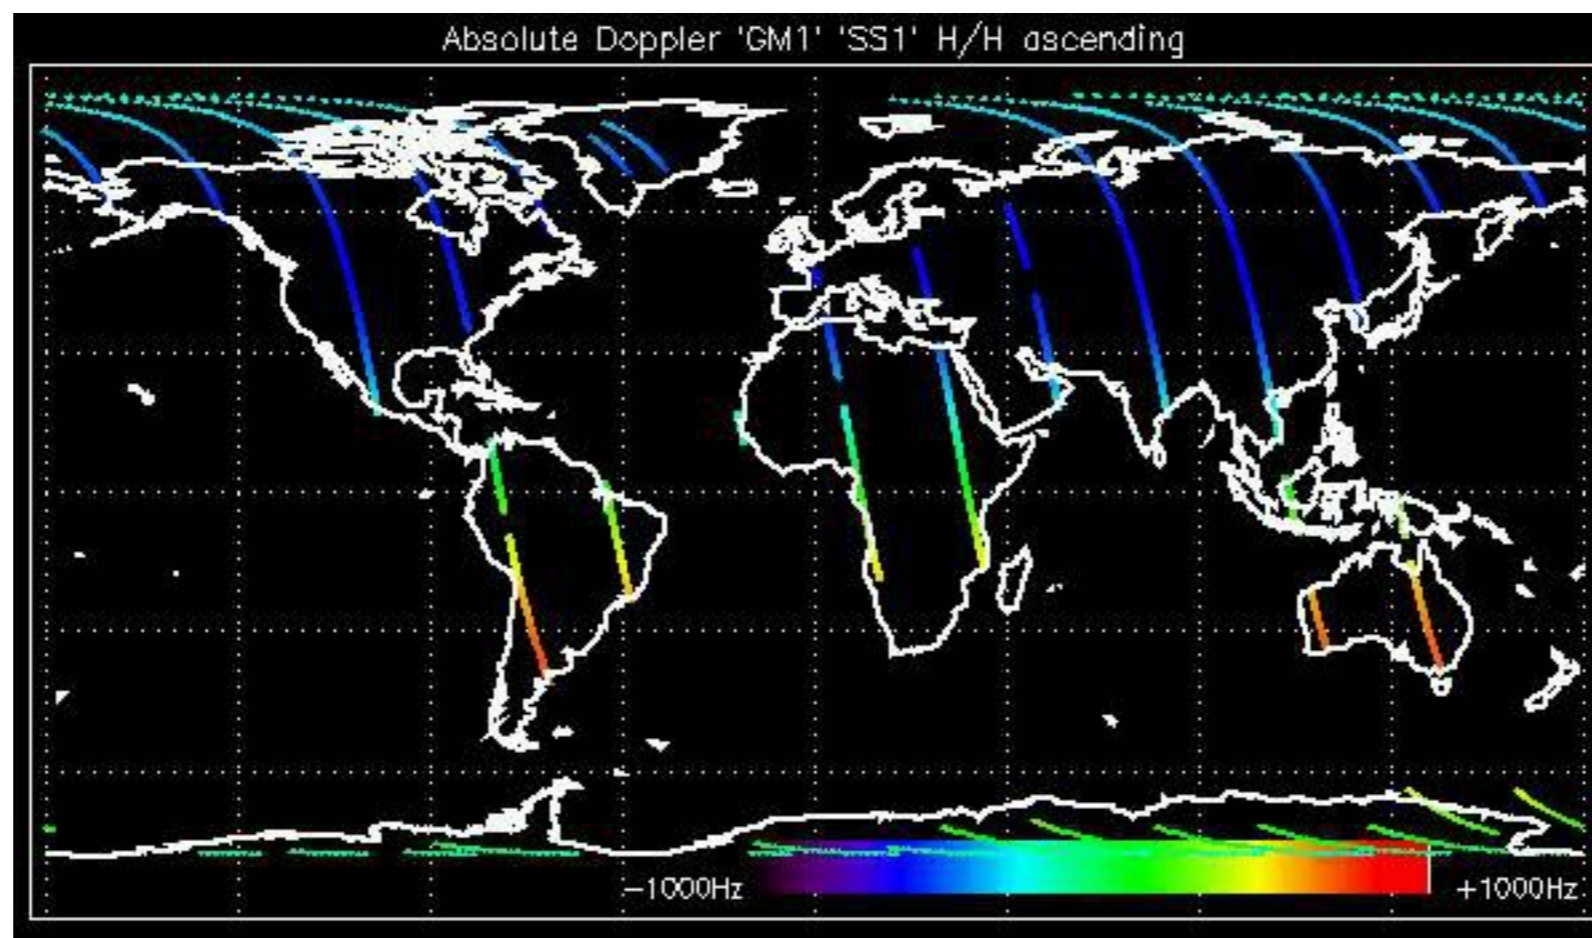 Absolute Doppler 'GM1' 'SS1' H/H ascending
−1000Hz
+1000Hz